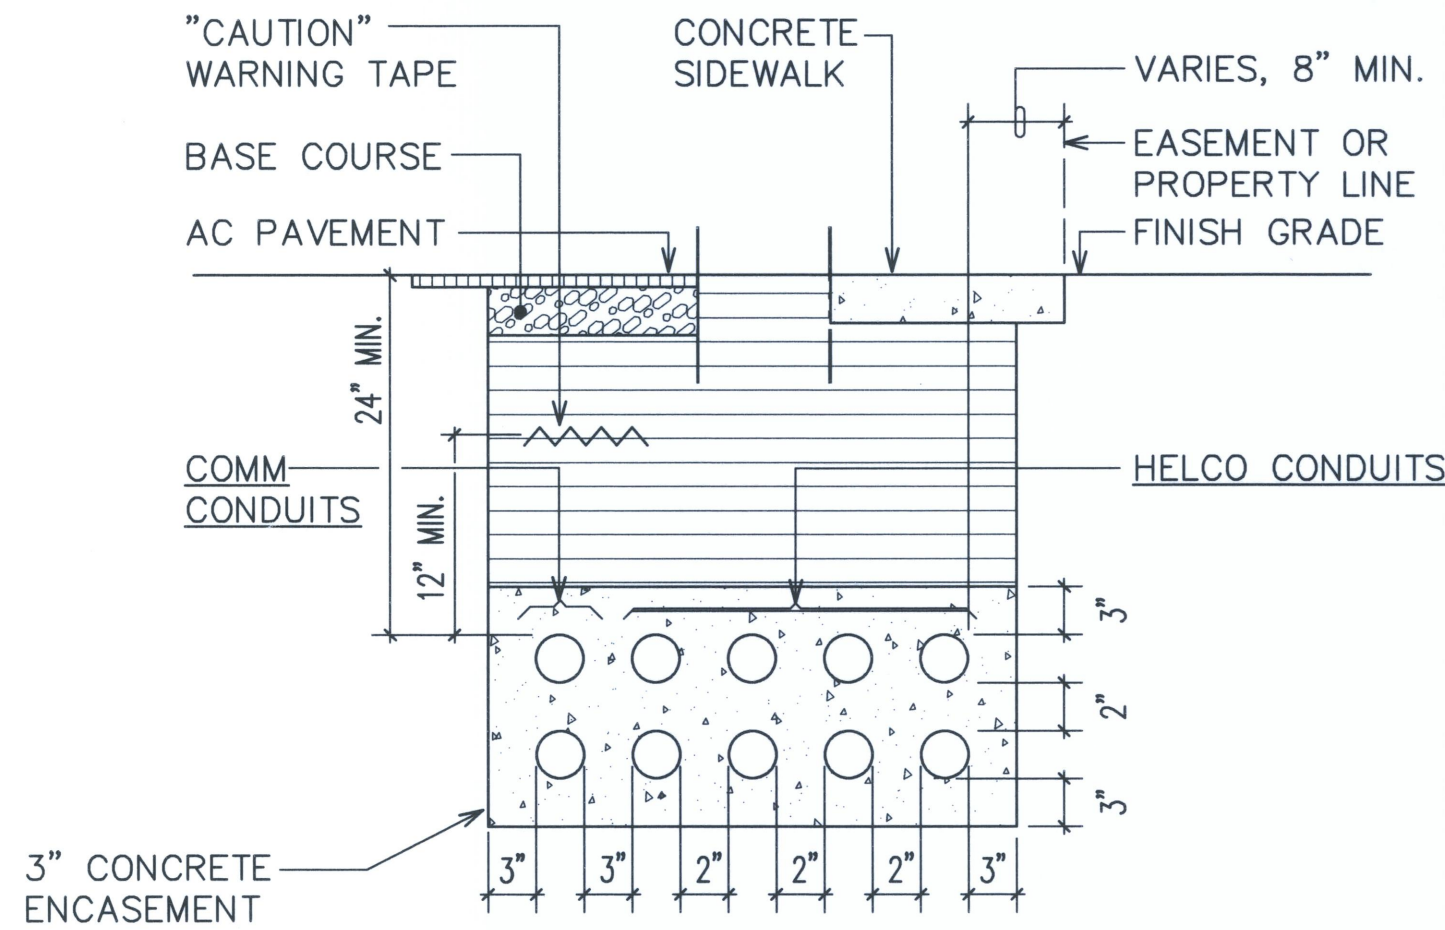 ”CAUTION”
WARNING TAPE
CONCRETE
SIDEWALK
VARIES, 8” MIN.
BASE COURSE
EASEMENT OR
PROPERTY LINE
AC PAVEMENT
FINISH GRADE
24” MIN.
COMM
CONDUITS
HELCO CONDUITS
12” MIN.
3”
2”
3”
3” CONCRETE
ENCASEMENT
3”
3”
2”
2”
2”
3”